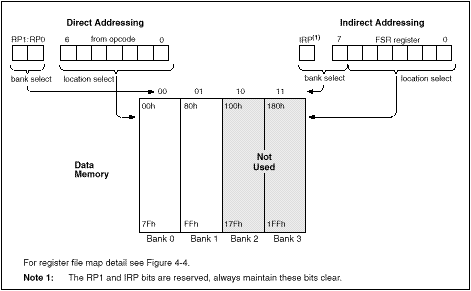 Direct Addressing
Indirect Addressing
RP1:RP0 6 from opcode 0
IRP(1) 7 FSR register 0
bank select location select
bank select location select
00 01 10 11
00h 80h 100h 180h
Data
Memory
Not
Used
7Fh FFh 17Fh 1FFh
Bank 0 Bank 1 Bank 2 Bank 3
For register file map detail see Figure 4-4.
Note 1: The RP1 and IRP bits are reserved, always maintain these bits clear.